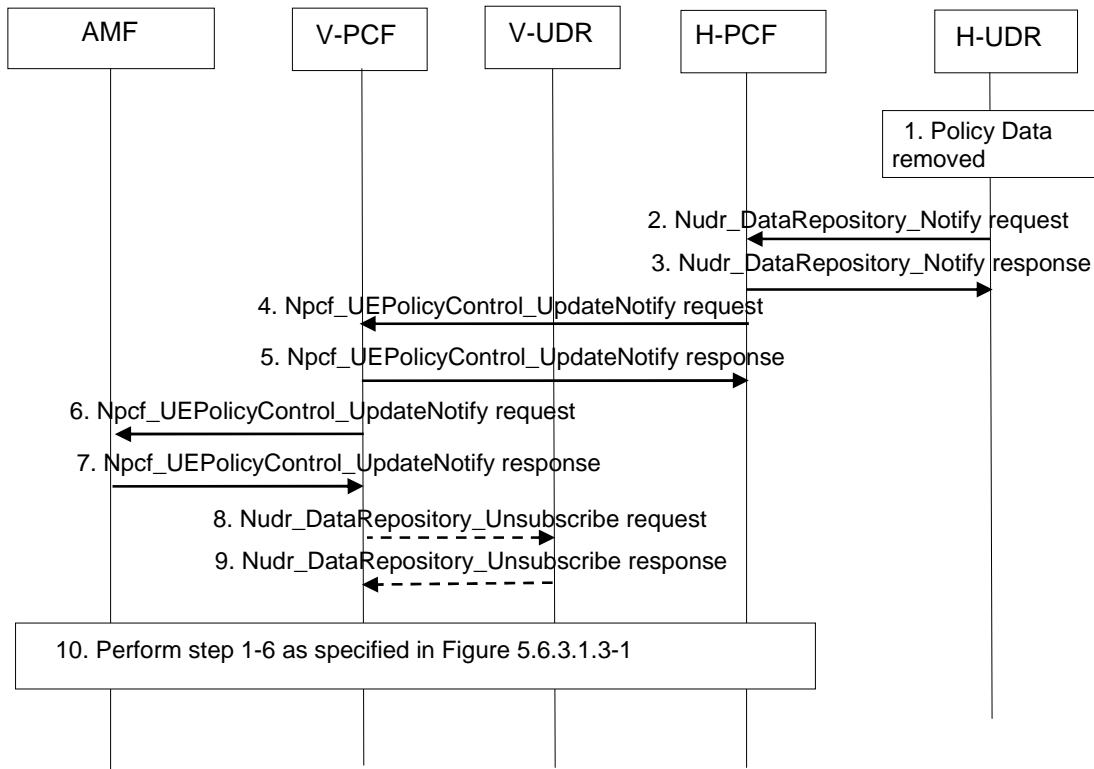 AMF
V-PCF
V-UDR
H-PCF
H-UDR
1. Policy Data
removed
2. Nudr_DataRepository_Notify request
3. Nudr_DataRepository_Notify response
4. Npcf_UEPolicyControl_UpdateNotify request
5. Npcf_UEPolicyControl_UpdateNotify response
6. Npcf_UEPolicyControl_UpdateNotify request
7. Npcf_UEPolicyControl_UpdateNotify response
8. Nudr_DataRepository_Unsubscribe request
9. Nudr_DataRepository_Unsubscribe response
10. Perform step 1-6 as specified in Figure 5.6.3.1.3-1